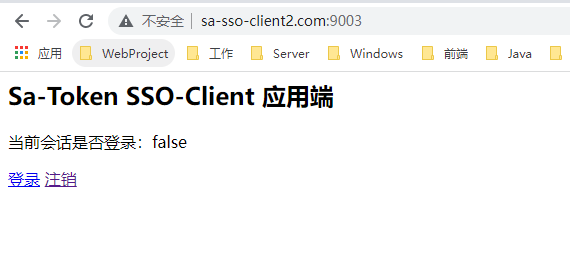 不安全 | sa-sso-client2.com:9003
应用 WebProject 工作 Server Windows 前端 Java
Sa-Token SSO-Client 应用端
当前会话是否登录：false
登录 注销